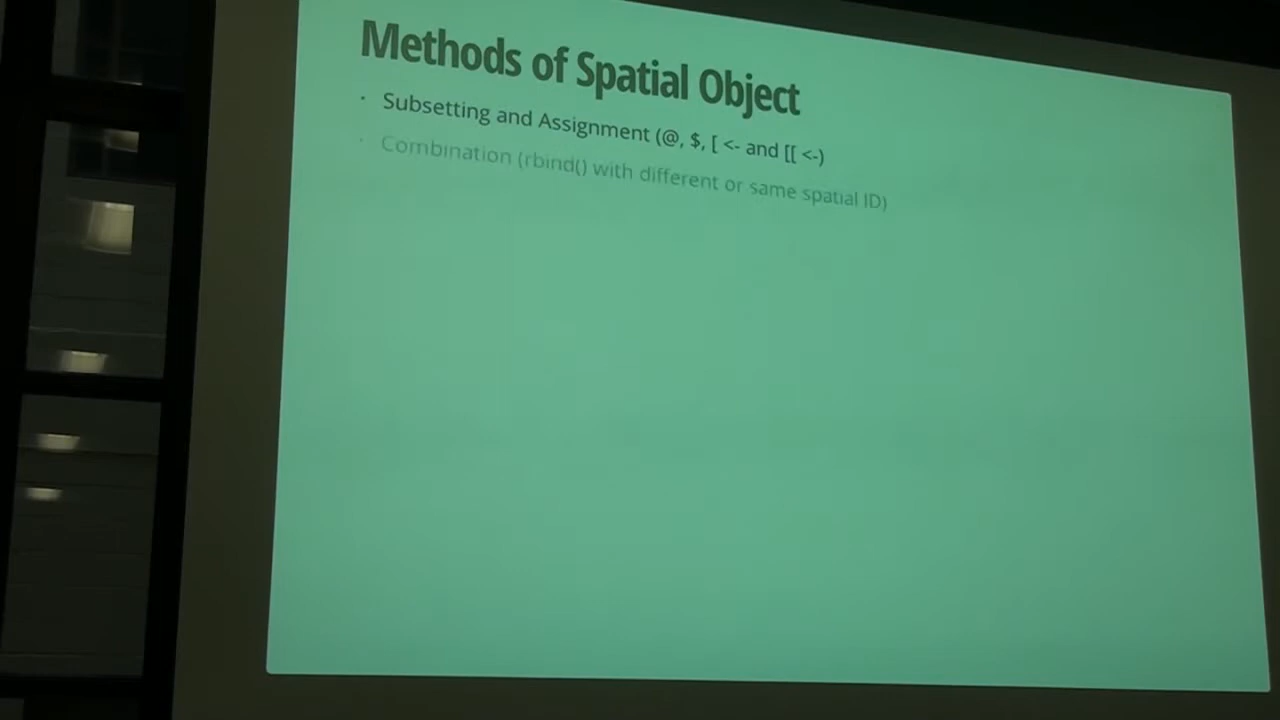 Methods of Spatial Object
· Subsetting and Assignment (@, $, [ <- and [[ <-)
· Combination (rbind() with different or same spatial ID)